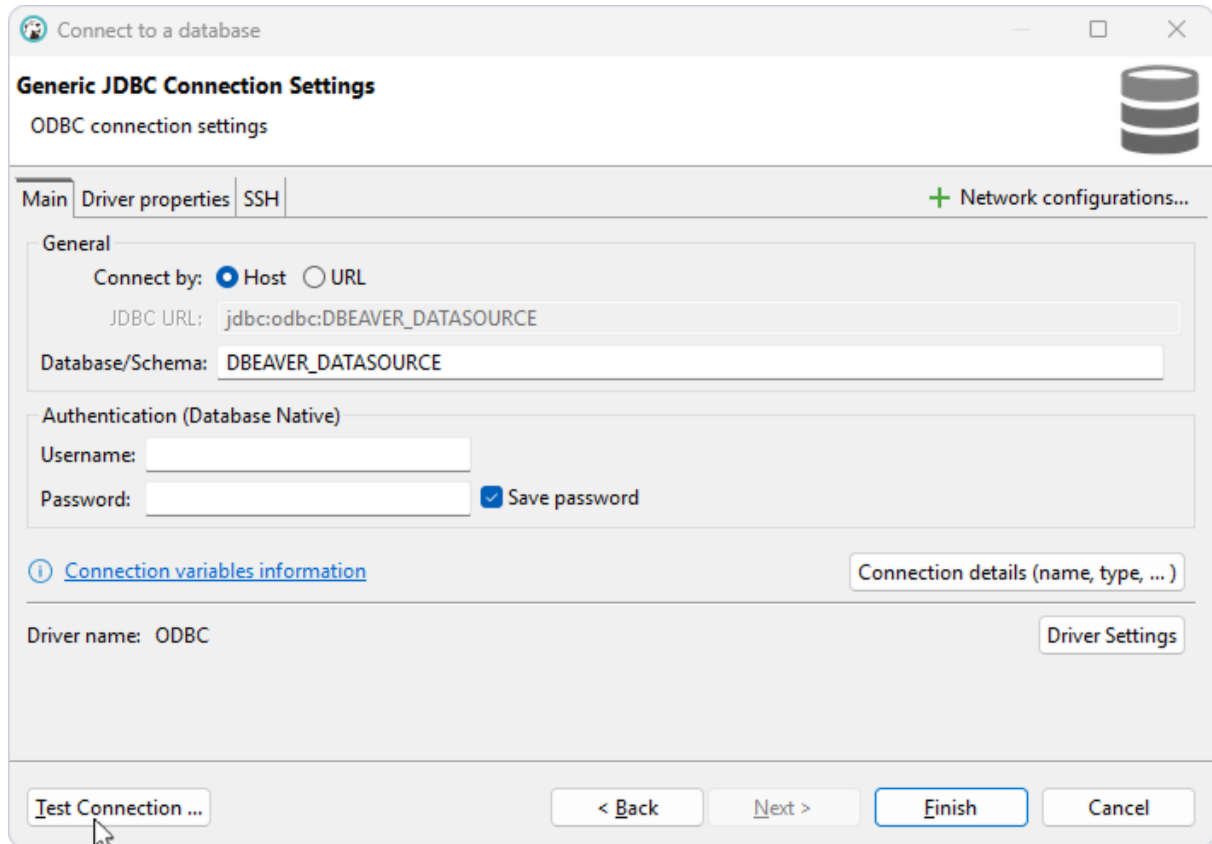 Connect to a database
Generic JDBC Connection Settings
ODBC connection settings
Main Driver properties SSH Network configurations...
General
Connect by: Host URL
JDBC URL: jdbc:odbc:DBEAVER_DATASOURCE
Database/Schema: DBEAVER_DATASOURCE
Authentication (Database Native)
Username:
Password: Save password
Connection variables information Connection details (name, type, ... )
Driver name: ODBC Driver Settings
Test Connection ... < Back Next > Finish Cancel